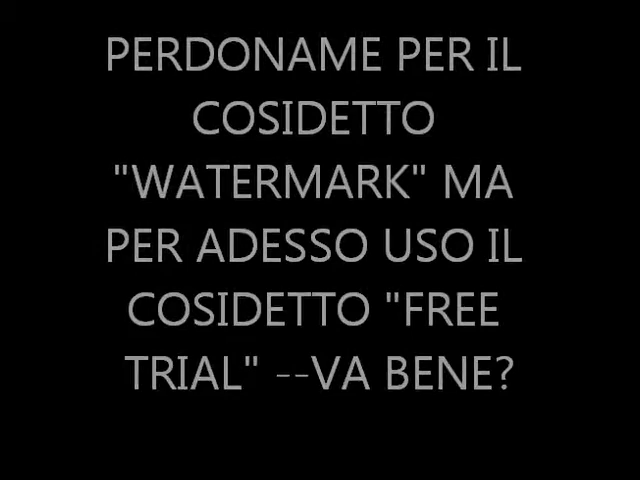 PERDONAME PER IL
COSIDETTO
"WATERMARK" MA
PER ADESSO USO IL
COSIDETTO "FREE
TRIAL" --VA BENE?